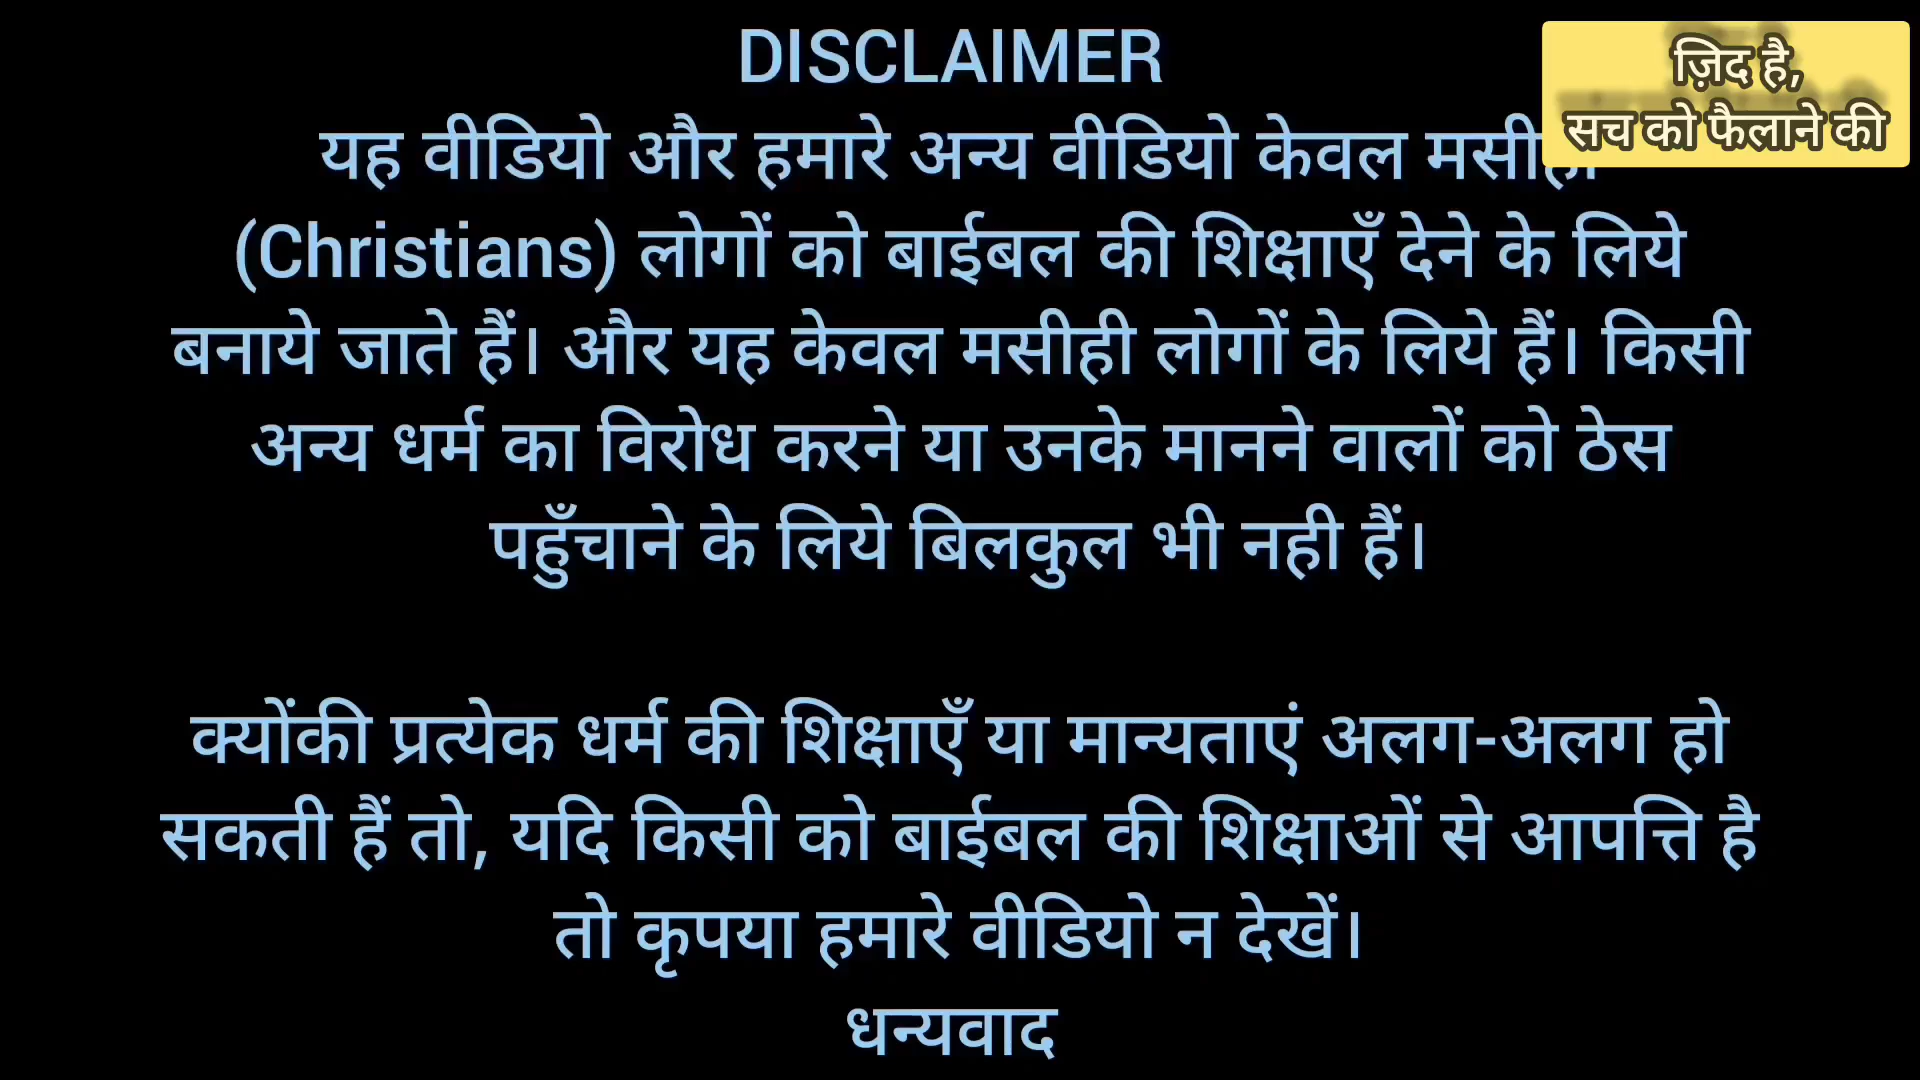 DISCLAIMER
ज़िद है,
सच को फैलाने की
यह वीडियो और हमारे अन्य वीडियो केवल मसीही
(Christians) लोगों को बाईबल की शिक्षाएँ देने के लिये
बनाये जाते हैं। और यह केवल मसीही लोगों के लिये हैं। किसी
अन्य धर्म का विरोध करने या उनके मानने वालों को ठेस
पहुँचाने के लिये बिलकुल भी नही हैं।
क्योंकी प्रत्येक धर्म की शिक्षाएँ या मान्यताएं अलग-अलग हो
सकती हैं तो, यदि किसी को बाईबल की शिक्षाओं से आपत्ति है
तो कृपया हमारे वीडियो न देखें।
धन्यवाद